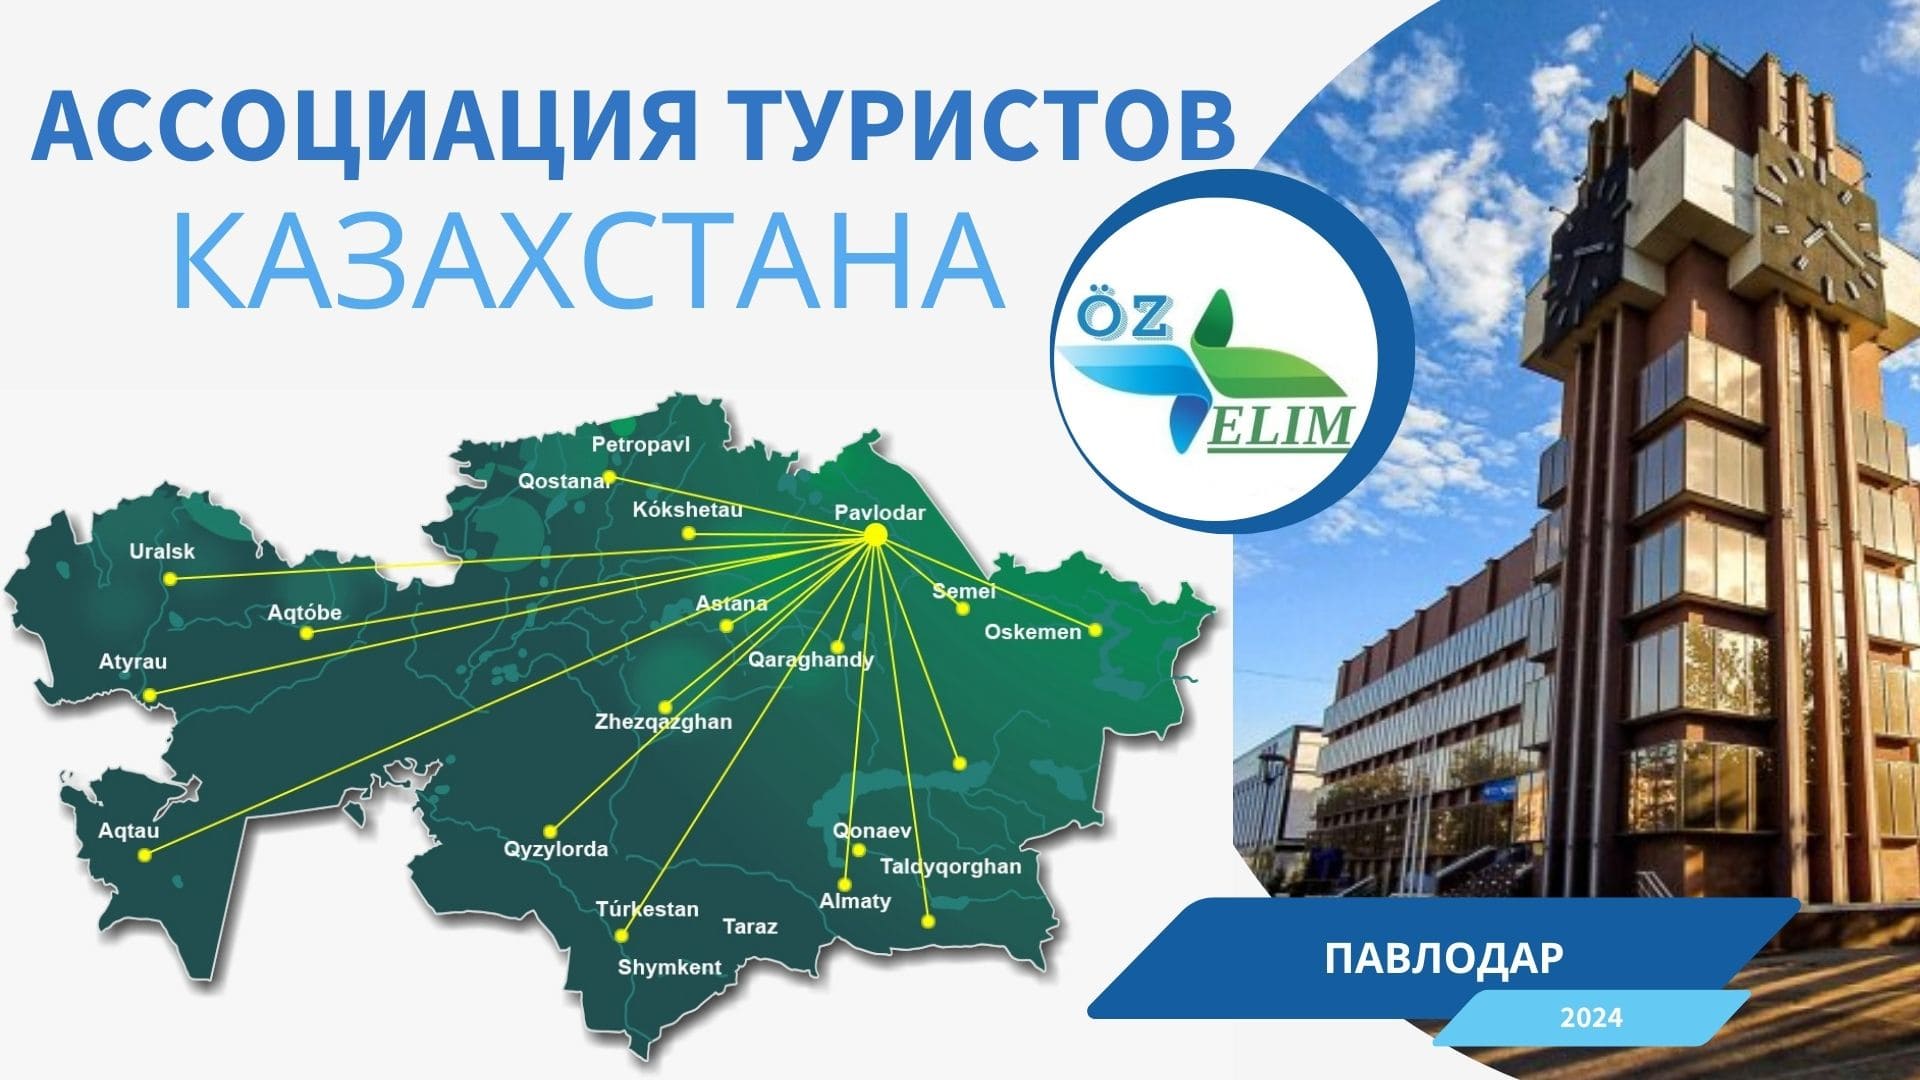 АССОЦИАЦИЯ ТУРИСТОВ
КАЗАХСТАНА
ÖZ
ELIM
Petropavl
Qostanai
Kókshetau
Pavlodar
Uralsk
Aqtóbe
Astana
Semei
Oskemen
Atyrau
Qaraghandy
Zhezqazghan
Aqtau
Qyzylorda
Qonaev
Taldyqorghan
Almaty
Túrkestan
Taraz
Shymkent
ПАВЛОДАР
2024